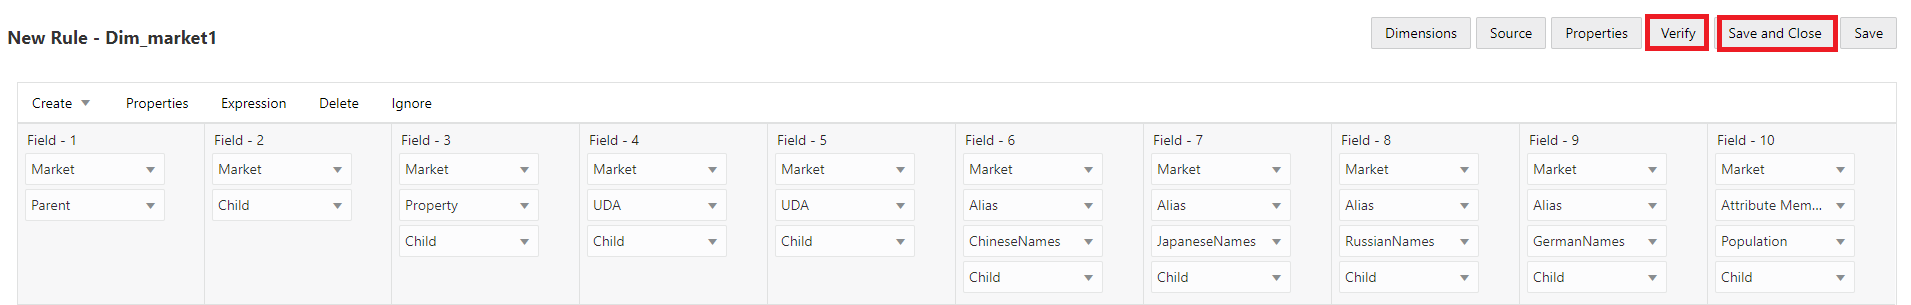 New Rule - Dim_market1
Dimensions Source Properties Verify Save and Close Save
Create Properties Expression Delete Ignore
Field - 1 Field - 2 Field - 3 Field - 4 Field - 5 Field - 6 Field - 7 Field - 8 Field - 9 Field - 10
Market Market Market Market Market Market Market Market Market Market
Parent Child Property UDA UDA Alias Alias Alias Alias Attribute Mem...
Child Child Child ChineseNames JapaneseNames RussianNames GermanNames Population
Child Child Child Child Child